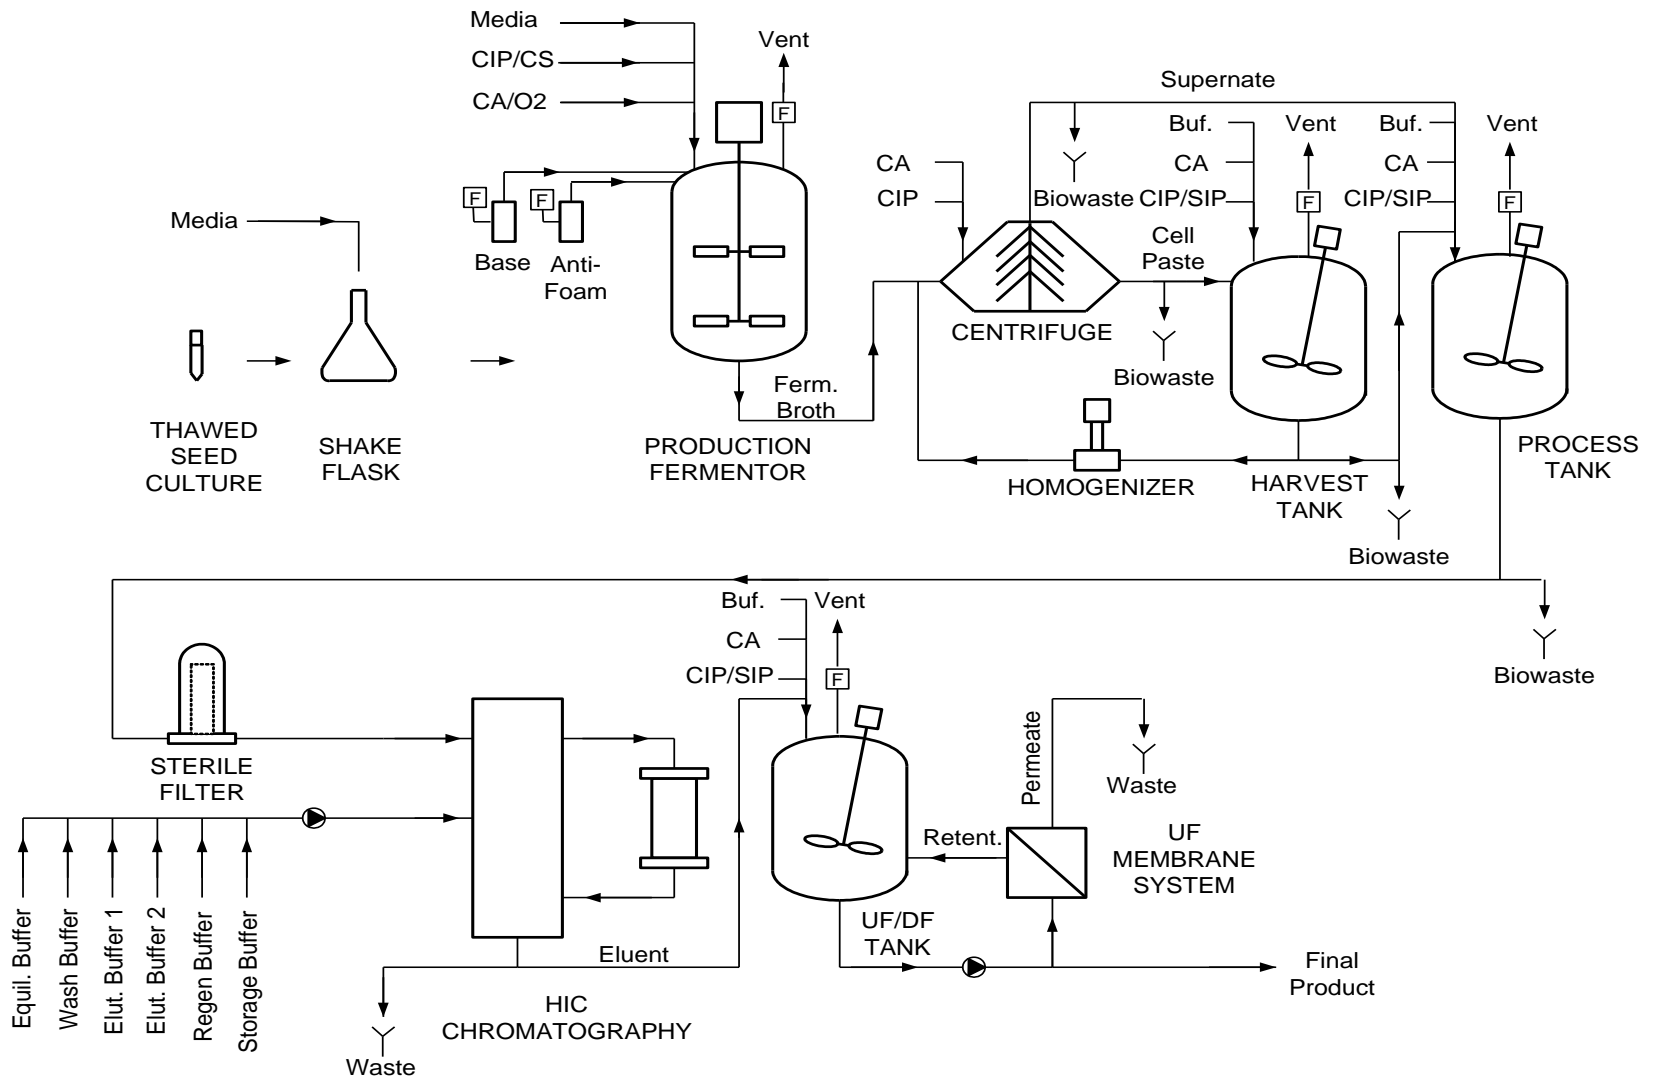 Media
CIP/CS
CA/O2
Vent
F
F
F
Base
Anti-
Foam
Media
THAWED
SEED
CULTURE
SHAKE
FLASK
PRODUCTION
FERMENTOR
Ferm.
Broth
CA
CIP
CENTRIFUGE
Supernate
Biowaste
Cell
Paste
Biowaste
Buf.
CA
CIP/SIP
Vent
F
HOMOGENIZER
HARVEST
TANK
Biowaste
Buf.
CA
CIP/SIP
Vent
F
PROCESS
TANK
Biowaste
STERILE
FILTER
Equil. Buffer
Wash Buffer
Elut. Buffer 1
Elut. Buffer 2
Regen Buffer
Storage Buffer
HIC
CHROMATOGRAPHY
Waste
Eluent
Buf.
CA
CIP/SIP
Vent
F
UF/DF
TANK
Retent.
Permeate
Waste
UF
MEMBRANE
SYSTEM
Final
Product